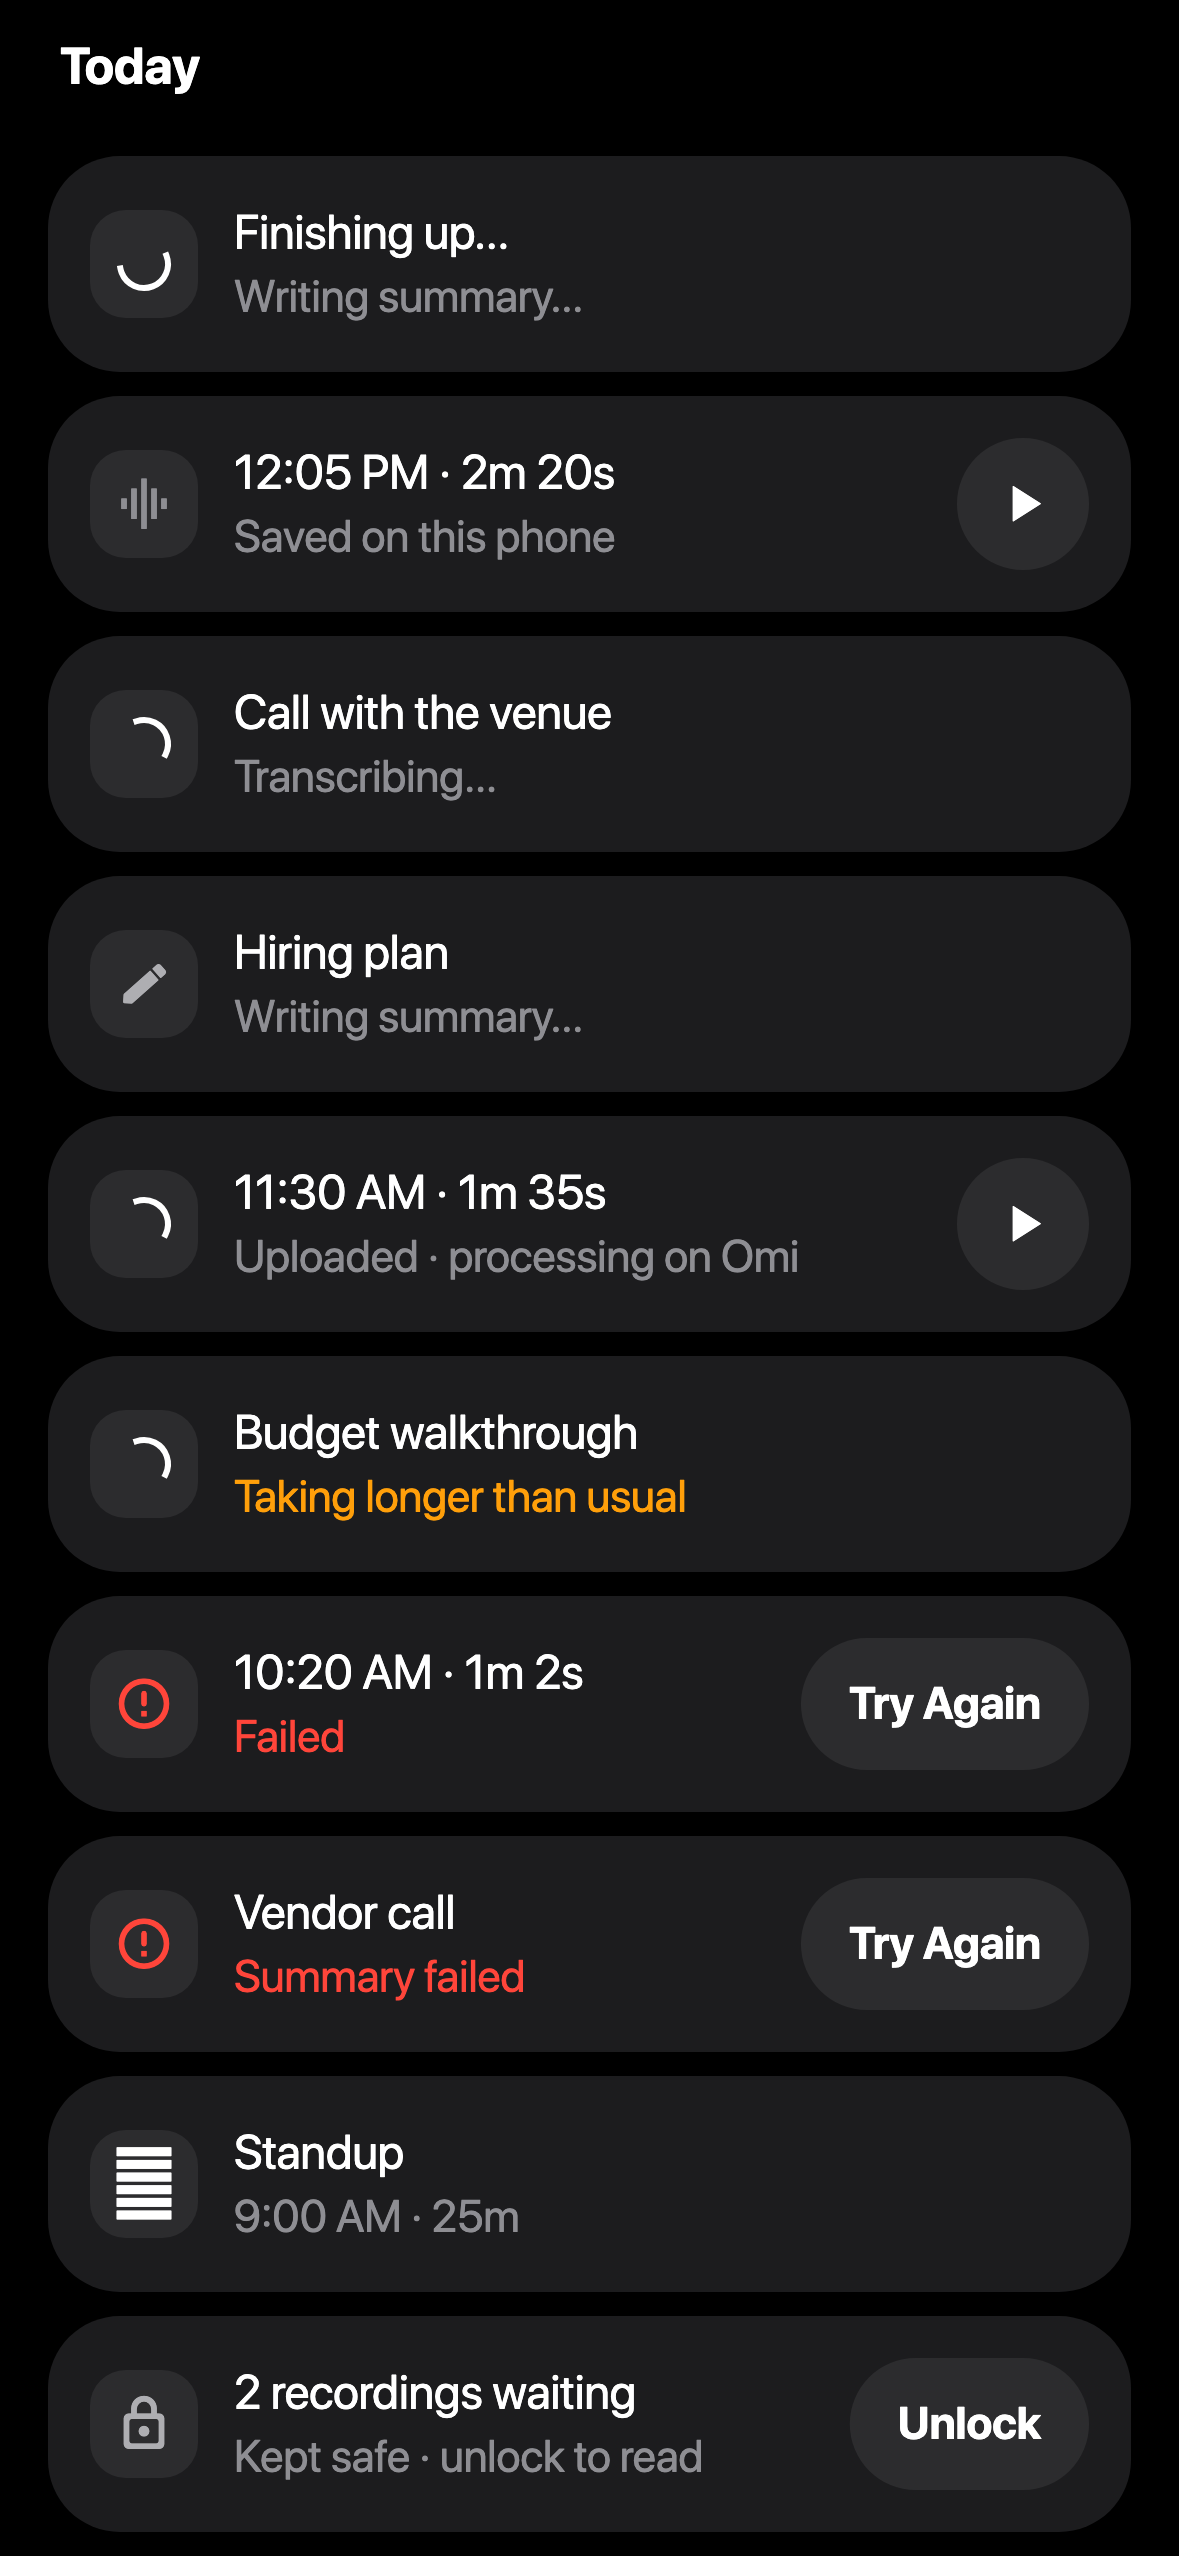 Today
Finishing up...
Writing summary...
12:05 PM · 2m 20s
Saved on this phone
Call with the venue
Transcribing...
Hiring plan
Writing summary...
11:30 AM · 1m 35s
Uploaded · processing on Omi
Budget walkthrough
Taking longer than usual
10:20 AM · 1m 2s
Failed
Try Again
Vendor call
Summary failed
Try Again
Standup
9:00 AM · 25m
2 recordings waiting
Kept safe · unlock to read
Unlock